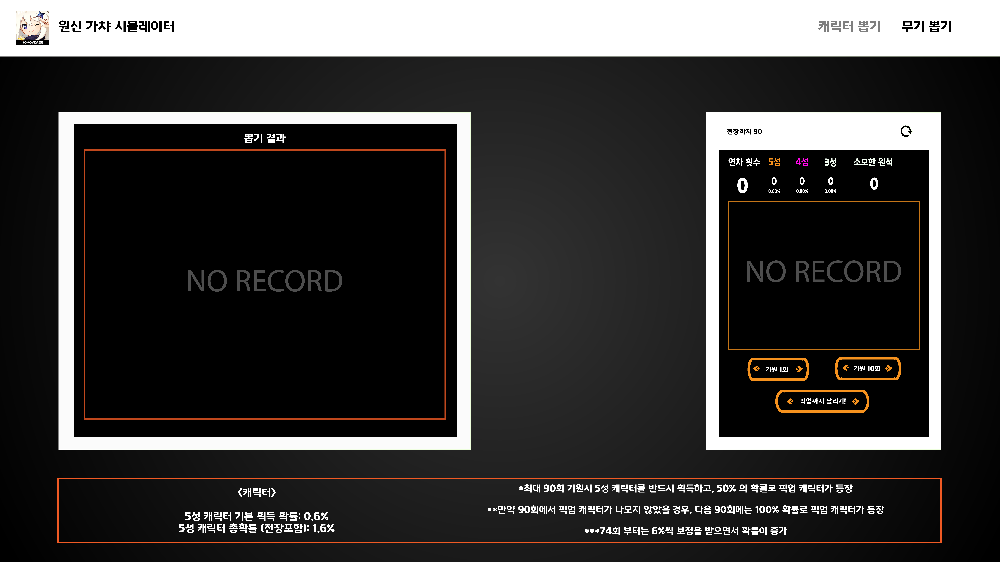 HOYOVERSE
원신 가챠 시뮬레이터
캐릭터 뽑기 무기 뽑기
뽑기 결과
NO RECORD
천장까지 90
연차 횟수 5성 4성 3성 소모한 원석
0 0 0 0 0
0.00% 0.00% 0.00%
NO RECORD
기원 1회 기원 10회
픽업까지 달리기!
<캐릭터>
5성 캐릭터 기본 획득 확률: 0.6%
5성 캐릭터 총확률 (천장포함): 1.6%
*최대 90회 기원시 5성 캐릭터를 반드시 획득하고, 50% 의 확률로 픽업 캐릭터가 등장
**만약 90회에서 픽업 캐릭터가 나오지 않았을 경우, 다음 90회에는 100% 확률로 픽업 캐릭터가 등장
***74회 부터는 6%씩 보정을 받으면서 확률이 증가